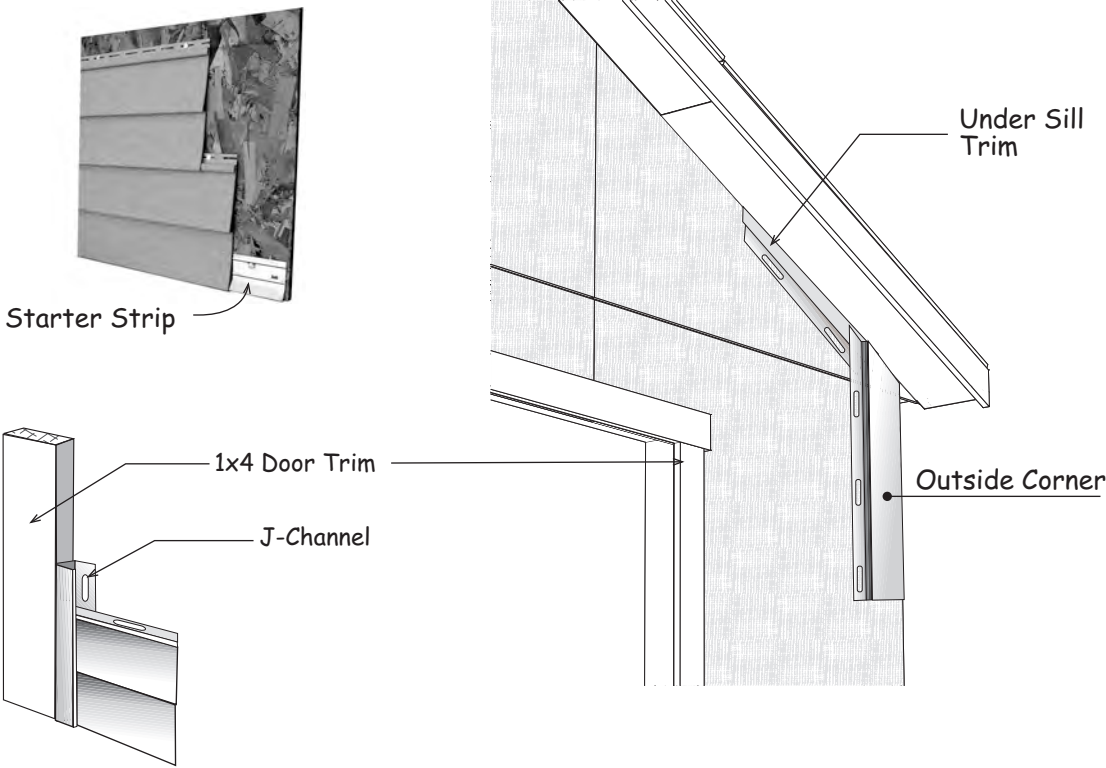 Under Sill
Trim
Starter Strip
1x4 Door Trim
J-Channel
Outside Corner